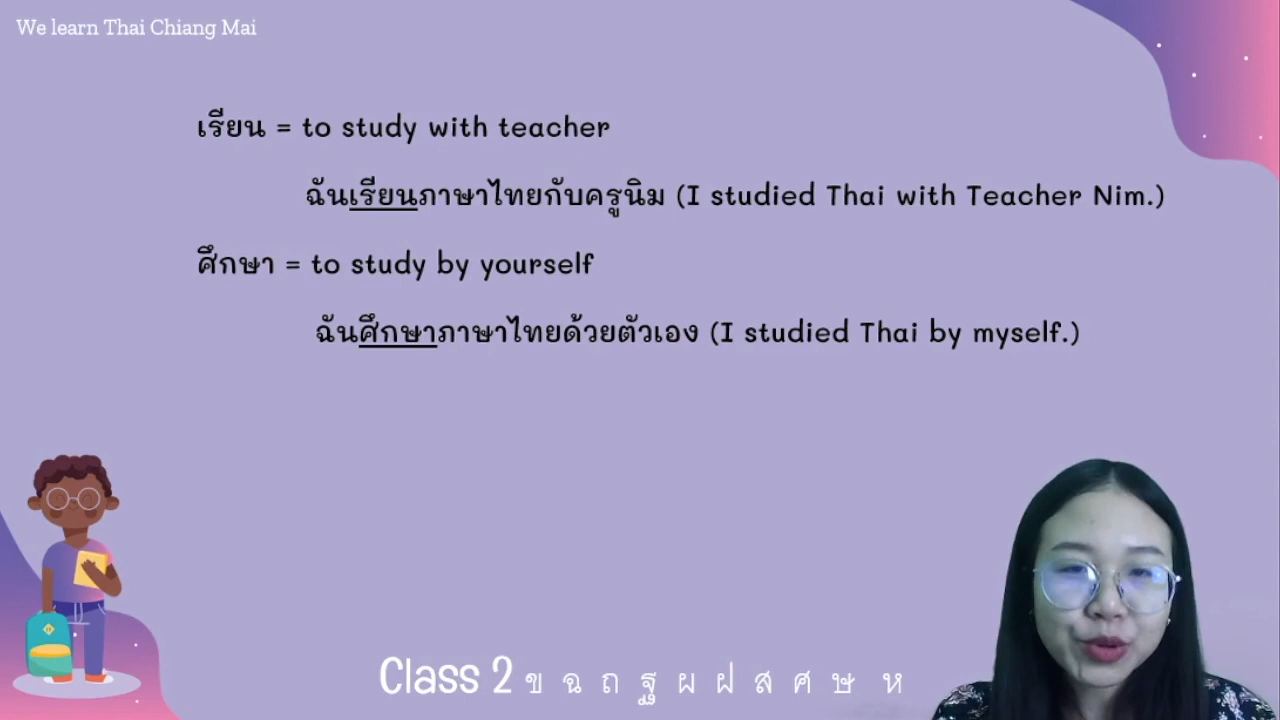 We learn Thai Chiang Mai
เรียน = to study with teacher
ฉันเรียนภาษาไทยกับครูนิม (I studied Thai with Teacher Nim.)
ศึกษา = to study by yourself
ฉันศึกษาภาษาไทยด้วยตัวเอง (I studied Thai by myself.)
Class 2 ข ฉ ถ ฐ ผ ฝ ส ศ ษ ห